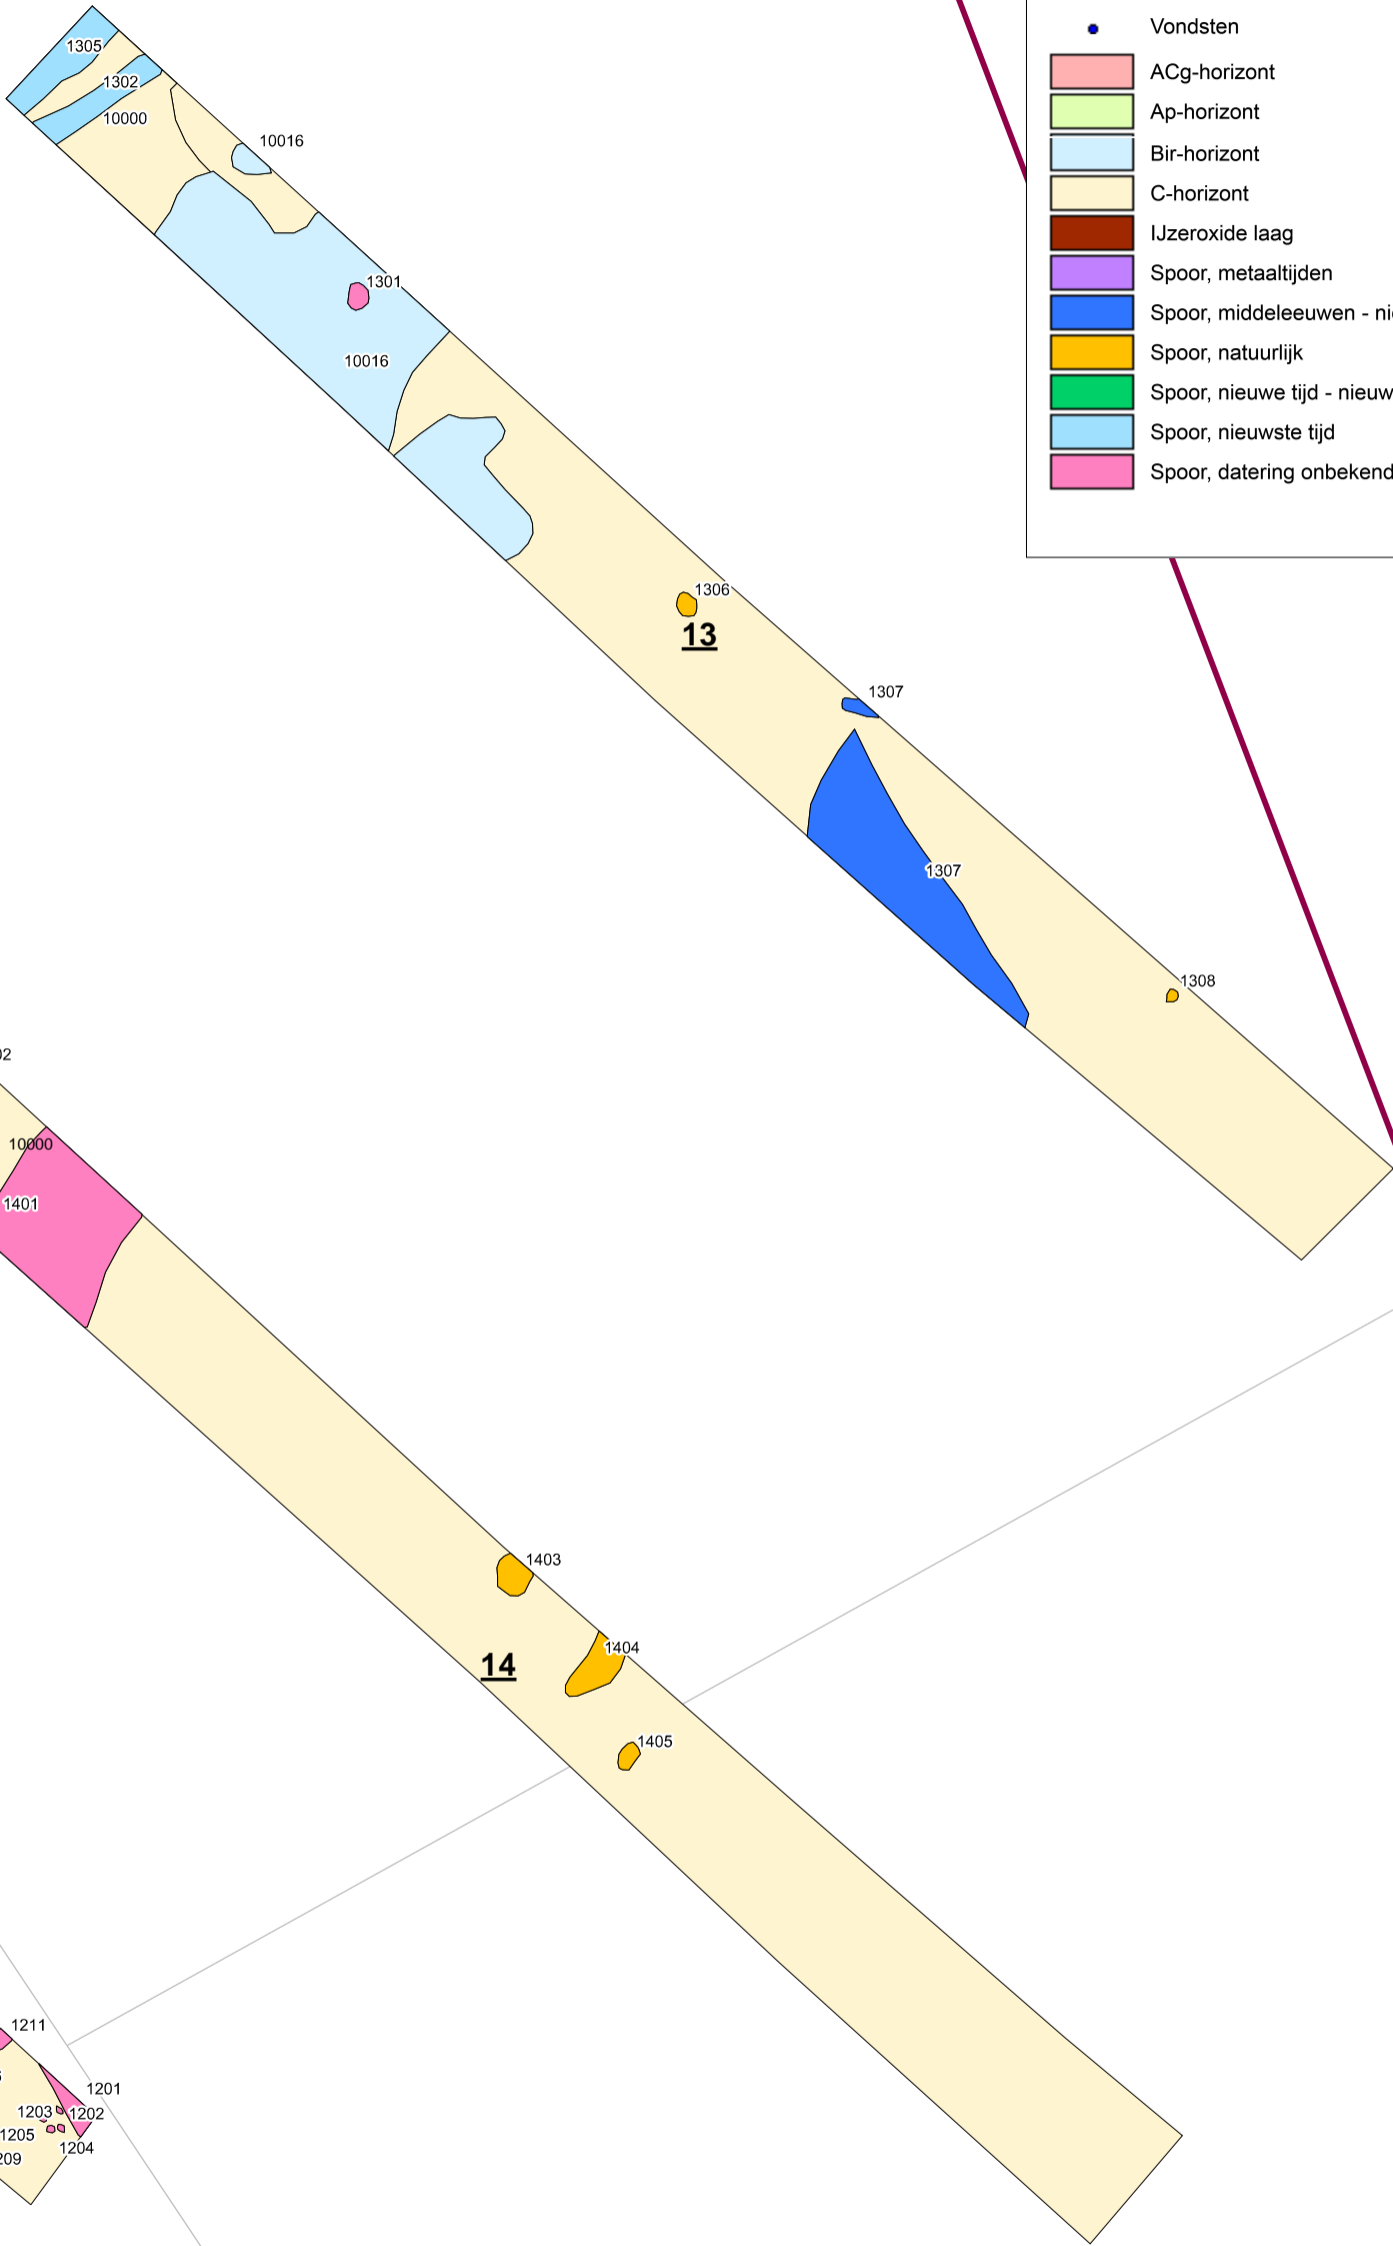 Vondsten
ACg-horizont
Ap-horizont
Bir-horizont
C-horizont
IJzeroxide laag
Spoor, metaaltijden
Spoor, middeleeuwen - ni
Spoor, natuurlijk
Spoor, nieuwe tijd - nieuw
Spoor, nieuwste tijd
Spoor, datering onbekend
1305
1302
10000
10016
1301
10016
1306
13
1307
1307
1308
02
10000
1401
1403
1404
14
1405
1211
1201
1203
1202
1205
1204
209